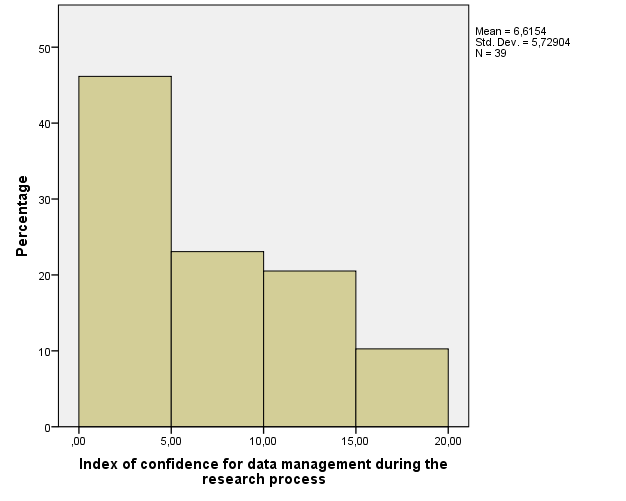 Mean = 6,6154
Std. Dev. = 5,72904
N = 39
50
40
30
20
10
0
Percentage
,00
5,00
10,00
15,00
20,00
Index of confidence for data management during the
research process